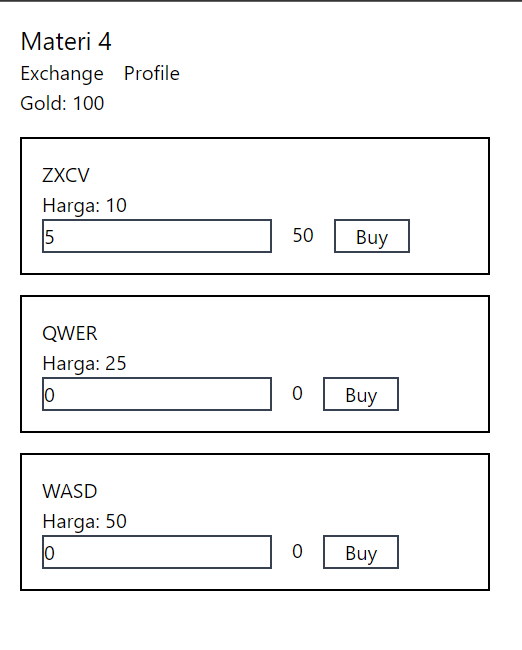 Materi 4
Exchange Profile
Gold: 100
ZXCV
Harga: 10
5 50 Buy
QWER
Harga: 25
0 0 Buy
WASD
Harga: 50
0 0 Buy